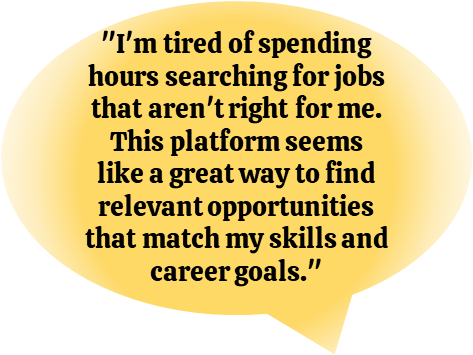 "I'm tired of spending
hours searching for jobs
that aren't right for me.
This platform seems
like a great way to find
relevant opportunities
that match my skills and
career goals."